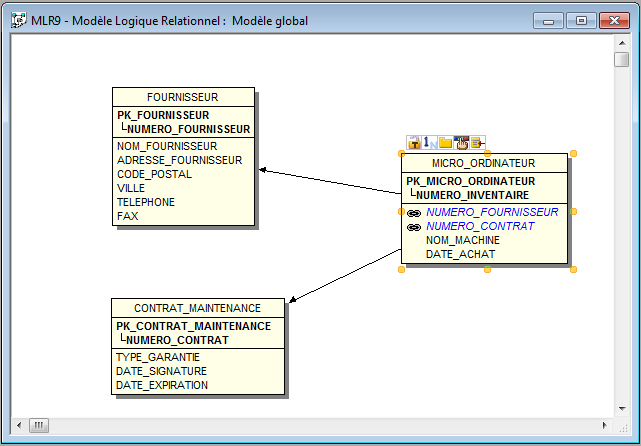 MLR9 - Modèle Logique Relationnel : Modèle global
FOURNISSEUR
PK_FOURNISSEUR
NUMERO_FOURNISSEUR
NOM_FOURNISSEUR
ADRESSE_FOURNISSEUR
CODE_POSTAL
VILLE
TELEPHONE
FAX
MICRO_ORDINATEUR
PK_MICRO_ORDINATEUR
NUMERO_INVENTAIRE
NUMERO_FOURNISSEUR
NUMERO_CONTRAT
NOM_MACHINE
DATE_ACHAT
CONTRAT_MAINTENANCE
PK_CONTRAT_MAINTENANCE
NUMERO_CONTRAT
TYPE_GARANTIE
DATE_SIGNATURE
DATE_EXPIRATION